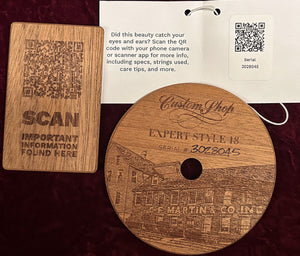 Did this beauty catch your
eyes and ears? Scan the QR
code with your phone camera
or scanner app for more info,
including specs, strings used,
care tips, and more.
Serial
3028045
SCAN
IMPORTANT
INFORMATION
FOUND HERE
Custom Shop
EXPERT STYLE 18
SERIAL # 3028045
C. F. MARTIN & CO. INC